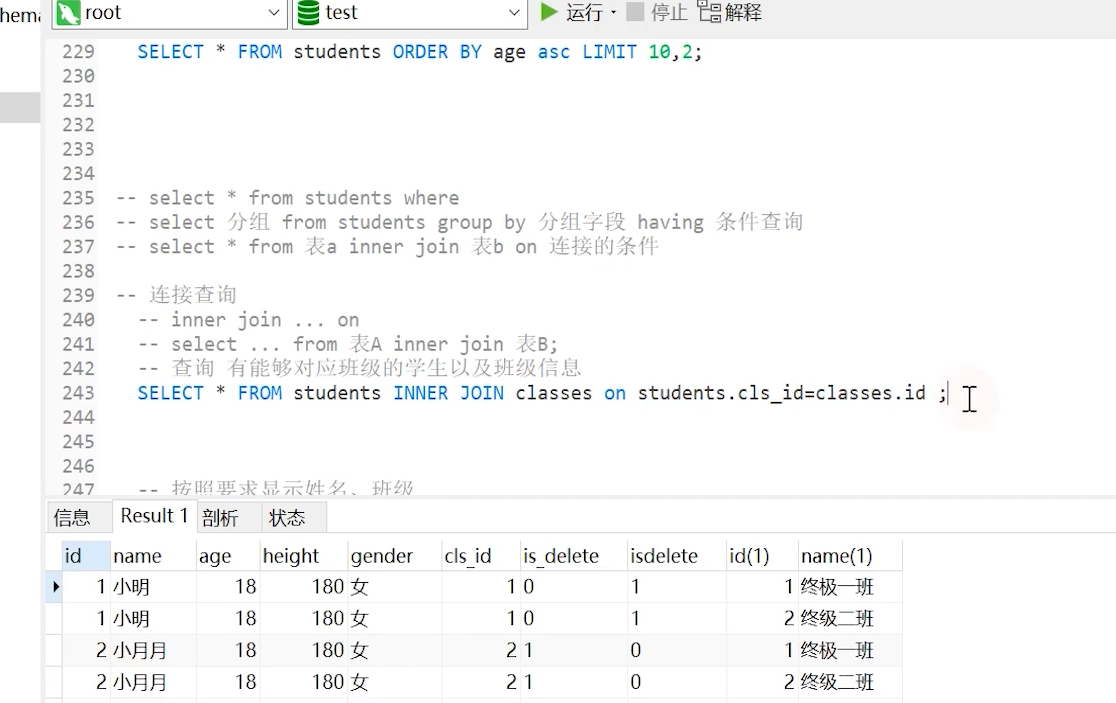 hema
root
test
运行 · 停止 解释
229 SELECT * FROM students ORDER BY age asc LIMIT 10,2;
230
231
232
233
234
235 -- select * from students where
236 -- select 分组 from students group by 分组字段 having 条件查询
237 -- select * from 表a inner join 表b on 连接的条件
238
239 -- 连接查询
240 -- inner join ... on
241 -- select ... from 表A inner join 表B;
242 -- 查询 有能够对应班级的学生以及班级信息
243 SELECT * FROM students INNER JOIN classes on students.cls_id=classes.id ;
244
245
246
247 -- 按照要求显示姓名、班级
信息 Result 1 剖析 状态
id name age height gender cls_id is_delete isdelete id(1) name(1)
1 小明 18 180 女 1 0 1 1 终极一班
1 小明 18 180 女 1 0 1 2 终级二班
2 小月月 18 180 女 2 1 0 1 终极一班
2 小月月 18 180 女 2 1 0 2 终级二班